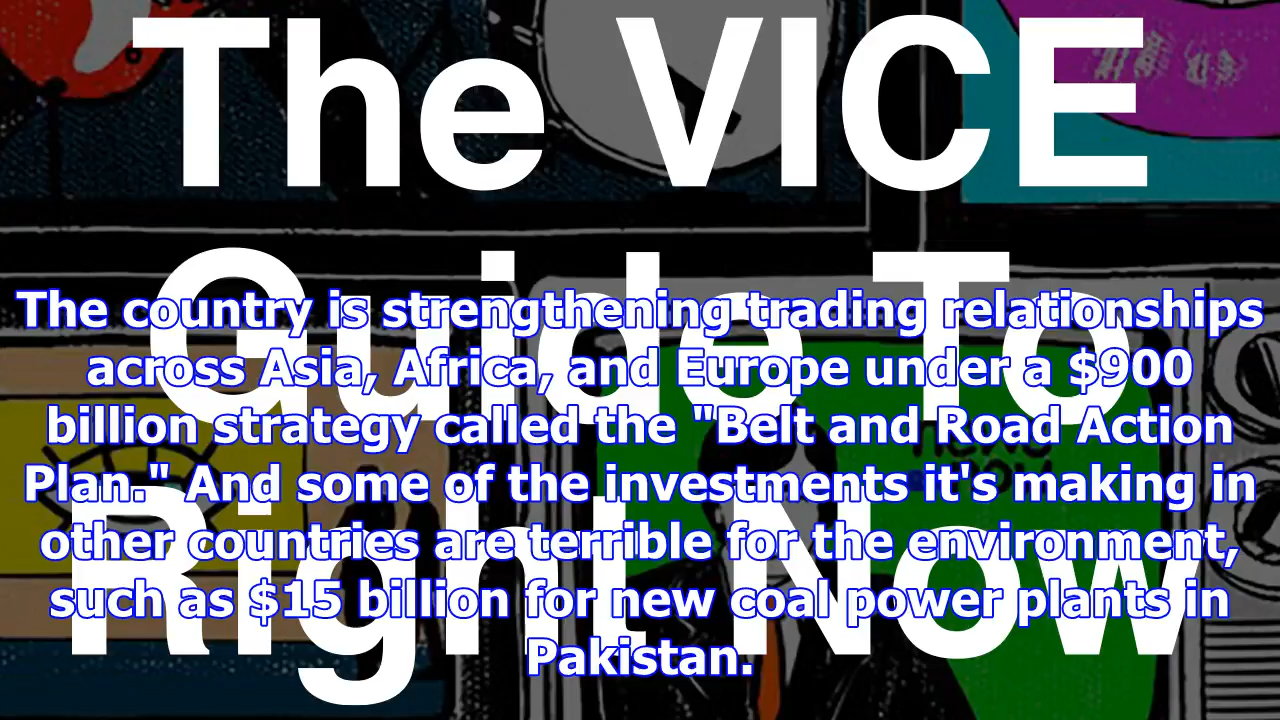 The VICE
Guide To
Right Now
The country is strengthening trading relationships
across Asia, Africa, and Europe under a $900
billion strategy called the "Belt and Road Action
Plan." And some of the investments it's making in
other countries are terrible for the environment,
such as $15 billion for new coal power plants in
Pakistan.